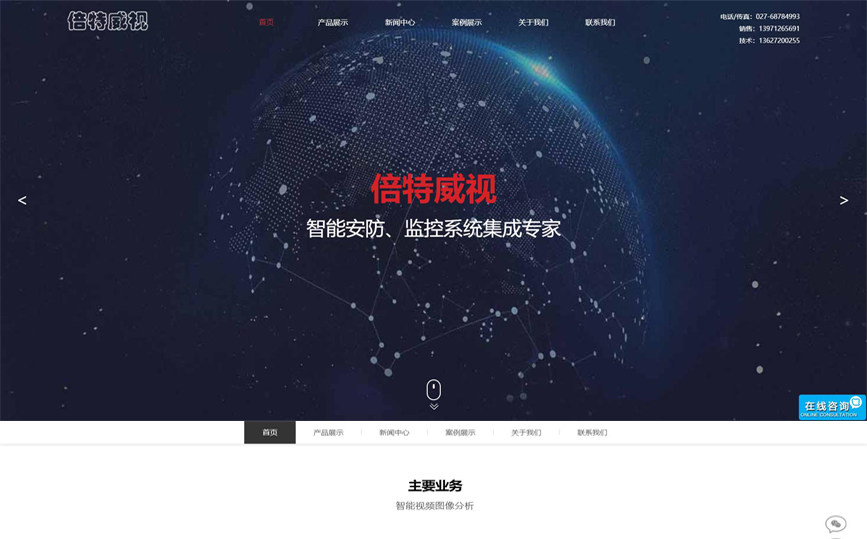 倍特威视
首页 产品展示 新闻中心 案例展示 关于我们 联系我们
电话/传真：027-68784993
销售：13971265691
技术：13627200255
<
>
倍特威视
智能安防、监控系统集成专家
在线咨询
ONLINE CONSULTATION
首页 产品展示 新闻中心 案例展示 关于我们 联系我们
主要业务
智能视频图像分析